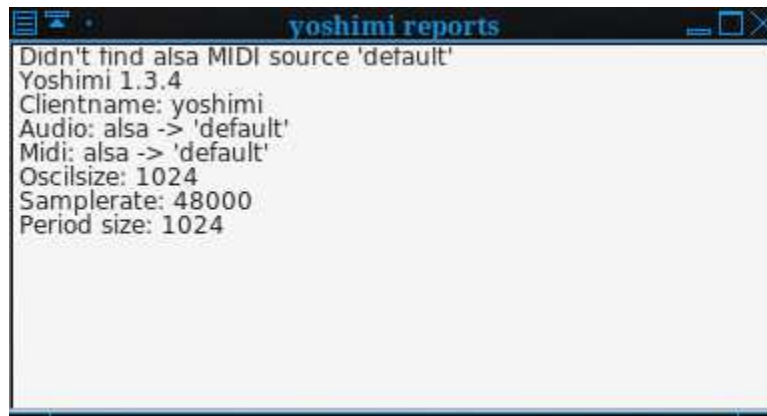 yoshimi reports
Didn't find alsa MIDI source 'default'
Yoshimi 1.3.4
Clientname: yoshimi
Audio: alsa -> 'default'
Midi: alsa -> 'default'
Oscilsize: 1024
Samplerate: 48000
Period size: 1024